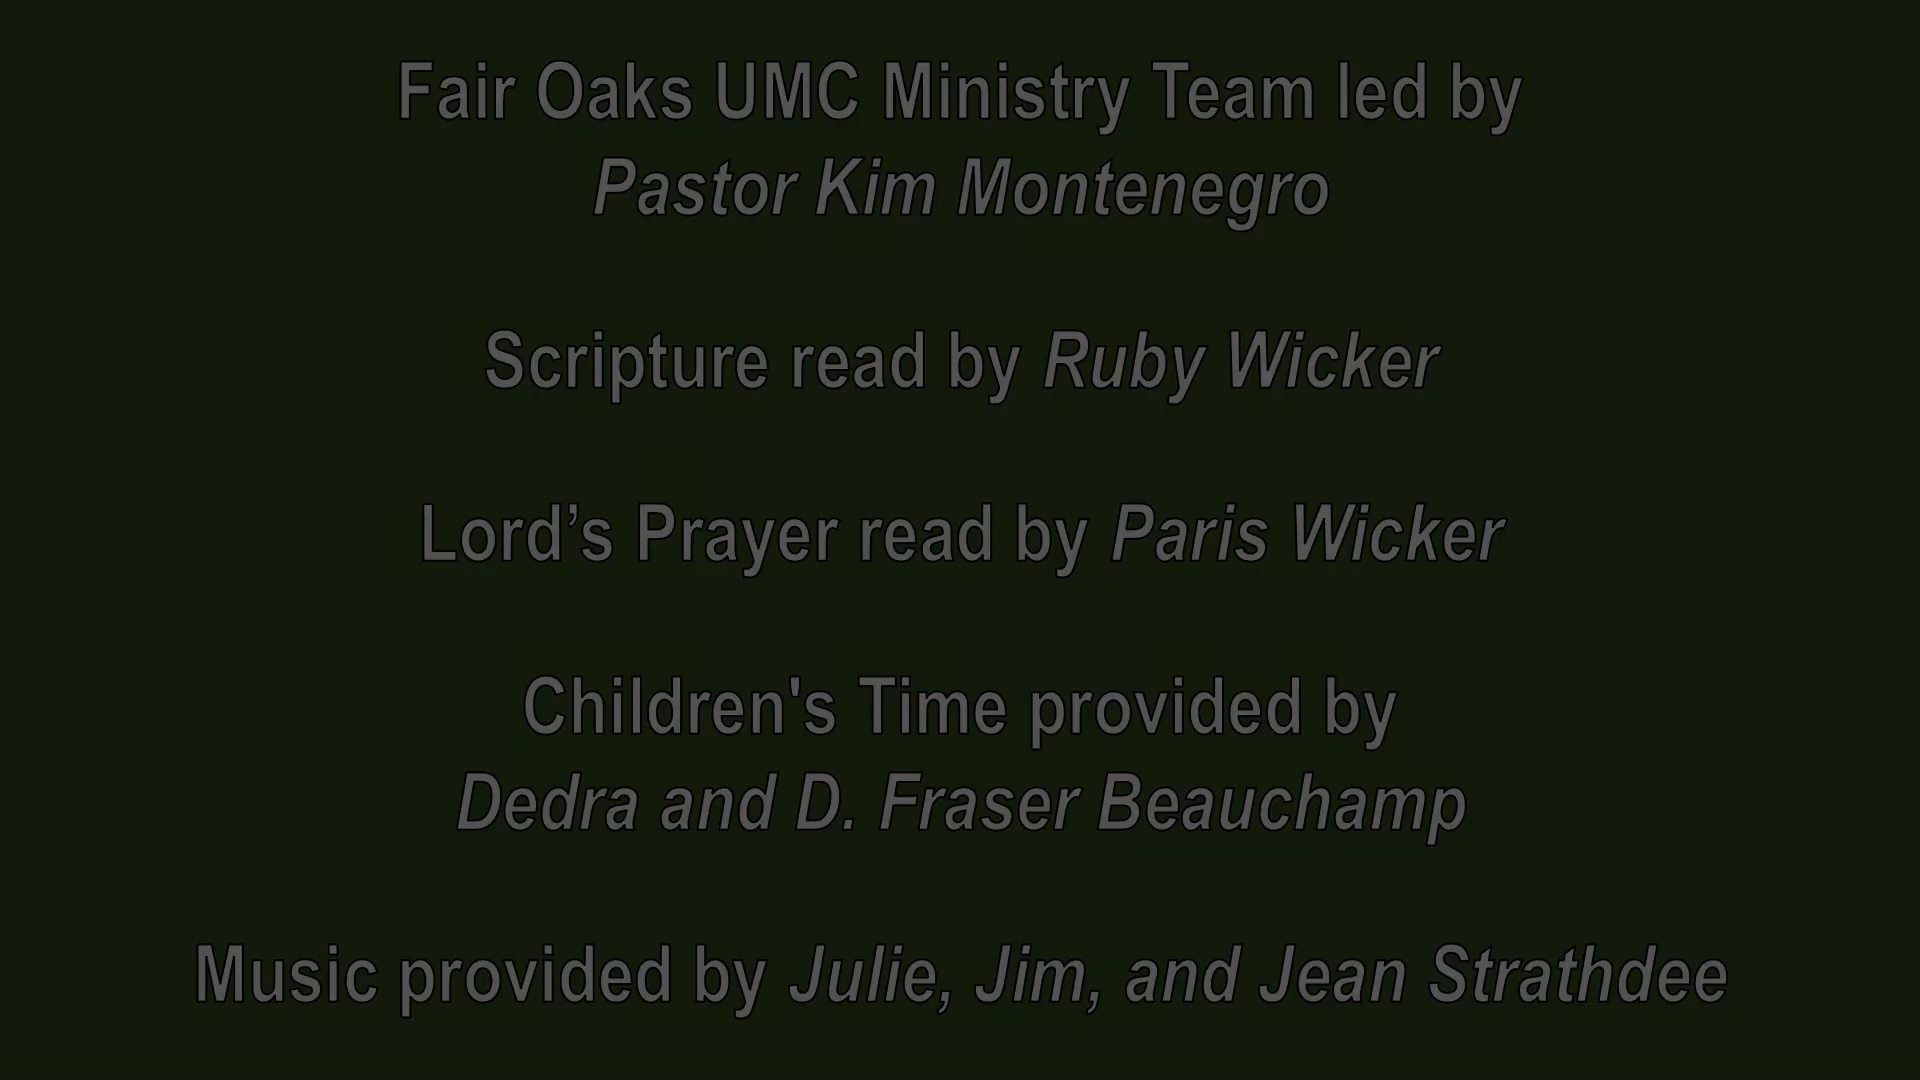 Fair Oaks UMC Ministry Team led by
Pastor Kim Montenegro
Scripture read by Ruby Wicker
Lord’s Prayer read by Paris Wicker
Children's Time provided by
Dedra and D. Fraser Beauchamp
Music provided by Julie, Jim, and Jean Strathdee